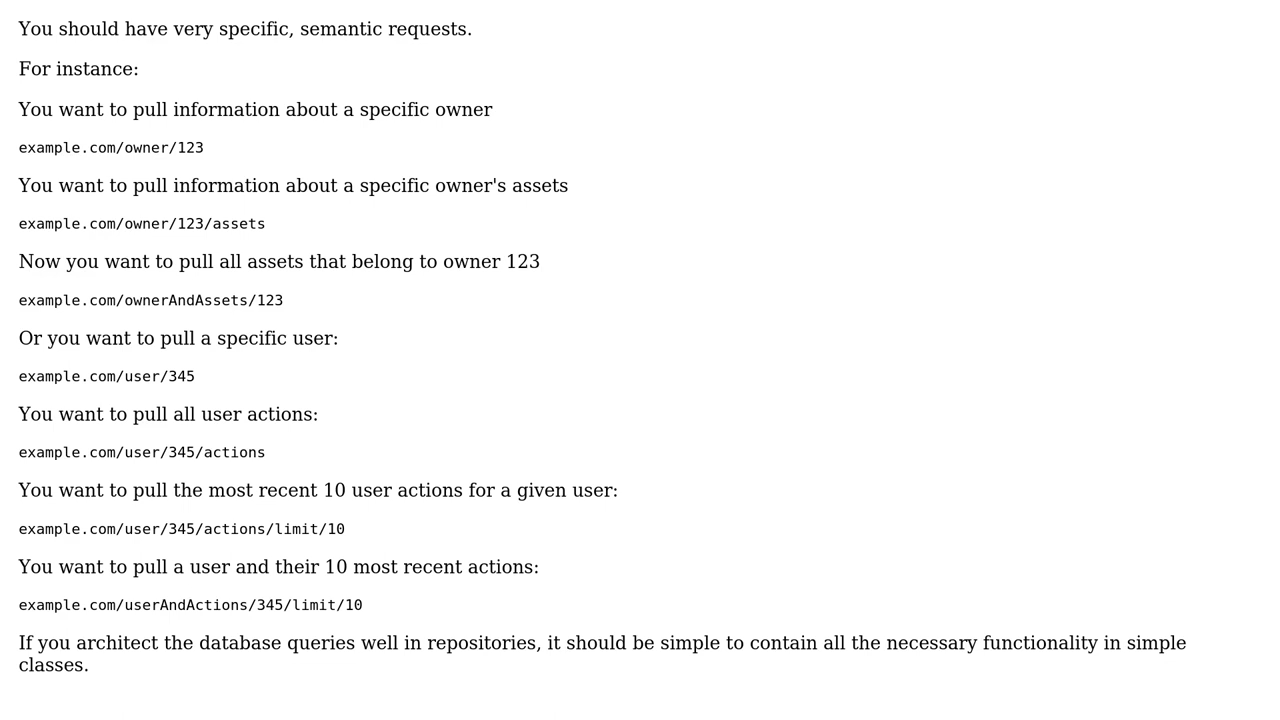 You should have very specific, semantic requests.
For instance:
You want to pull information about a specific owner
example.com/owner/123
You want to pull information about a specific owner's assets
example.com/owner/123/assets
Now you want to pull all assets that belong to owner 123
example.com/ownerAndAssets/123
Or you want to pull a specific user:
example.com/user/345
You want to pull all user actions:
example.com/user/345/actions
You want to pull the most recent 10 user actions for a given user:
example.com/user/345/actions/limit/10
You want to pull a user and their 10 most recent actions:
example.com/userAndActions/345/limit/10
If you architect the database queries well in repositories, it should be simple to contain all the necessary functionality in simple
classes.